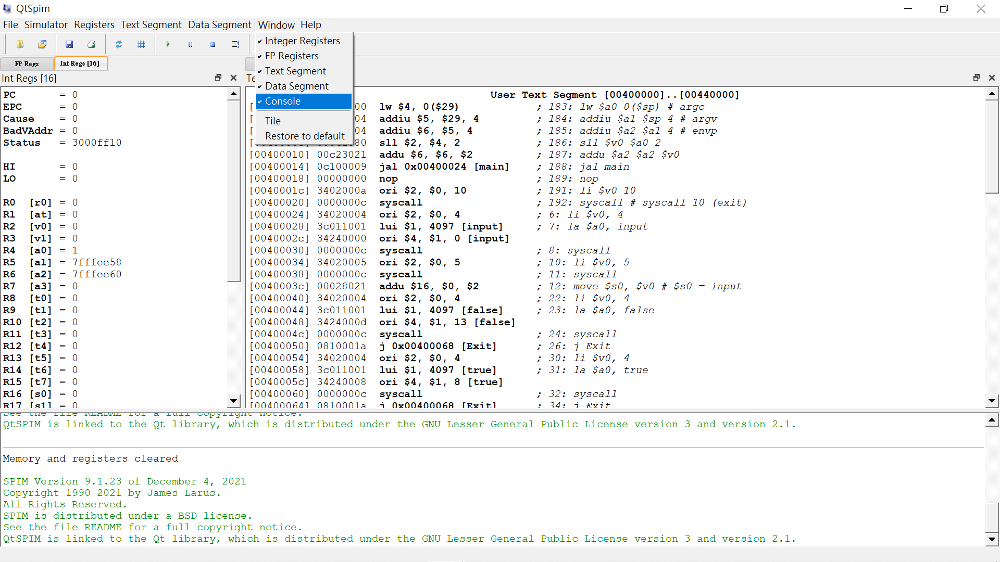 QtSpim
File Simulator Registers Text Segment Data Segment Window Help
FP Regs Int Regs [16]
Int Regs [16]
PC = 0
EPC = 0
Cause = 0
BadVAddr = 0
Status = 3000ff10
HI = 0
LO = 0
R0 [r0] = 0
R1 [at] = 0
R2 [v0] = 0
R3 [v1] = 0
R4 [a0] = 1
R5 [a1] = 7fffee58
R6 [a2] = 7fffee60
R7 [a3] = 0
R8 [t0] = 0
R9 [t1] = 0
R10 [t2] = 0
R11 [t3] = 0
R12 [t4] = 0
R13 [t5] = 0
R14 [t6] = 0
R15 [t7] = 0
R16 [s0] = 0
R17 [s1] = 0
Integer Registers
FP Registers
Text Segment
Data Segment
Console
Tile
Restore to default
User Text Segment [00400000]..[00440000]
00 lw $4, 0($29) ; 183: lw $a0 0($sp) # argc
04 addiu $5, $29, 4 ; 184: addiu $a1 $sp 4 # argv
04 addiu $6, $5, 4 ; 185: addiu $a2 $a1 4 # envp
80 sll $2, $4, 2 ; 186: sll $v0 $a0 2
[00400010] 00c23021 addu $6, $6, $2 ; 187: addu $a2 $a2 $v0
[00400014] 0c100009 jal 0x00400024 [main] ; 188: jal main
[00400018] 00000000 nop ; 189: nop
[0040001c] 3402000a ori $2, $0, 10 ; 191: li $v0 10
[00400020] 0000000c syscall ; 192: syscall # syscall 10 (exit)
[00400024] 34020004 ori $2, $0, 4 ; 6: li $v0, 4
[00400028] 3c011001 lui $1, 4097 [input] ; 7: la $a0, input
[0040002c] 34240000 ori $4, $1, 0 [input]
[00400030] 0000000c syscall ; 8: syscall
[00400034] 34020005 ori $2, $0, 5 ; 10: li $v0, 5
[00400038] 0000000c syscall ; 11: syscall
[0040003c] 00028021 addu $16, $0, $2 ; 12: move $s0, $v0 # $s0 = input
[00400040] 34020004 ori $2, $0, 4 ; 22: li $v0, 4
[00400044] 3c011001 lui $1, 4097 [false] ; 23: la $a0, false
[00400048] 3424000d ori $4, $1, 13 [false]
[0040004c] 0000000c syscall ; 24: syscall
[00400050] 0810001a j 0x00400068 [Exit] ; 26: j Exit
[00400054] 34020004 ori $2, $0, 4 ; 30: li $v0, 4
[00400058] 3c011001 lui $1, 4097 [true] ; 31: la $a0, true
[0040005c] 34240008 ori $4, $1, 8 [true]
[00400060] 0000000c syscall ; 32: syscall
[00400064] 0810001a j 0x00400068 [Exit] ; 34: j Exit
See the file README for a full copyright notice.
QtSPIM is linked to the Qt library, which is distributed under the GNU Lesser General Public License version 3 and version 2.1.
Memory and registers cleared
SPIM Version 9.1.23 of December 4, 2021
Copyright 1990-2021 by James Larus.
All Rights Reserved.
SPIM is distributed under a BSD license.
See the file README for a full copyright notice.
QtSPIM is linked to the Qt library, which is distributed under the GNU Lesser General Public License version 3 and version 2.1.